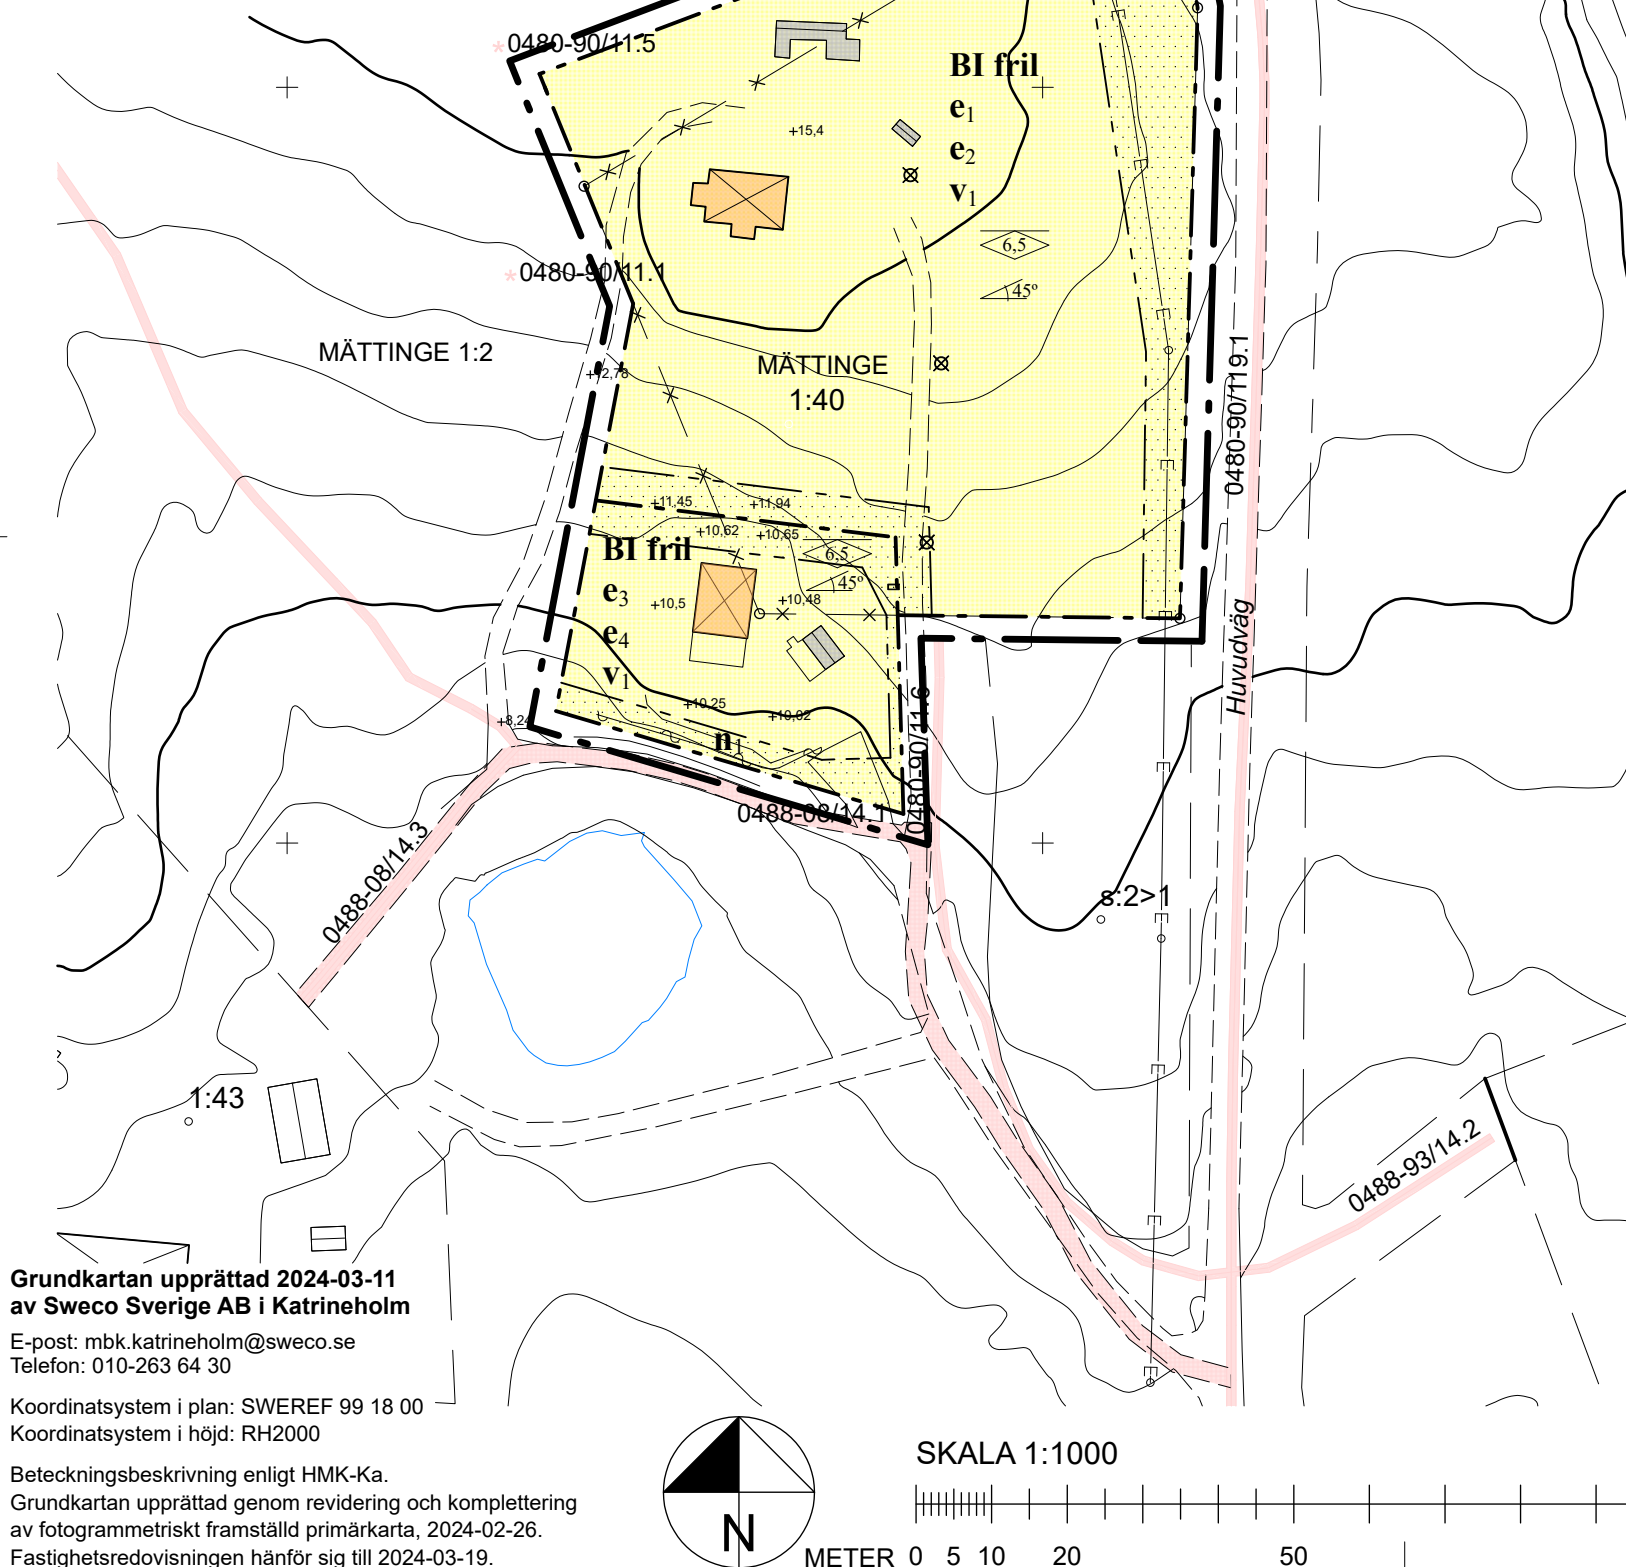 *0480-90/11.5
BI fril
e1
e2
v1
+15,4
6,5
45°
*0480-90/11.1
MÄTTINGE 1:2
+12,78
MÄTTINGE
1:40
0480-90/119.1
Huvudväg
+11,45
+11,94
+10,62
+10,65
BI fril
e3
e4
v1
6,5
45°
+10,5
+10,48
+10,25
+10,02
+8,24
n1
0480-90/11.6
0488-08/14.1
0488-08/14.3
s:2>1
1:43
0488-93/14.2
Grundkartan upprättad 2024-03-11
av Sweco Sverige AB i Katrineholm
E-post: mbk.katrineholm@sweco.se
Telefon: 010-263 64 30
Koordinatsystem i plan: SWEREF 99 18 00
Koordinatsystem i höjd: RH2000
Beteckningsbeskrivning enligt HMK-Ka.
Grundkartan upprättad genom revidering och komplettering
av fotogrammetriskt framställd primärkarta, 2024-02-26.
Fastighetsredovisningen hänför sig till 2024-03-19.
N
SKALA 1:1000
METER 0 5 10 20 50